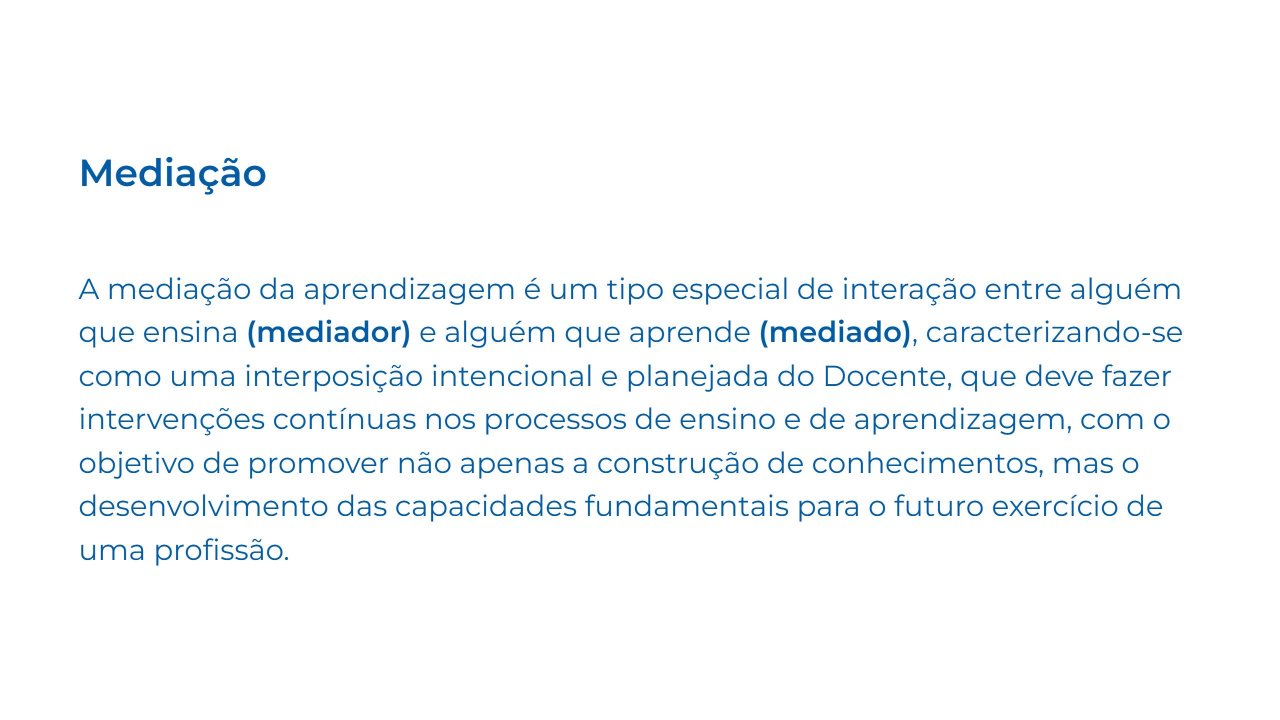 Mediação
A mediação da aprendizagem é um tipo especial de interação entre alguém
que ensina (mediador) e alguém que aprende (mediado), caracterizando-se
como uma interposição intencional e planejada do Docente, que deve fazer
intervenções contínuas nos processos de ensino e de aprendizagem, com o
objetivo de promover não apenas a construção de conhecimentos, mas o
desenvolvimento das capacidades fundamentais para o futuro exercício de
uma profissão.